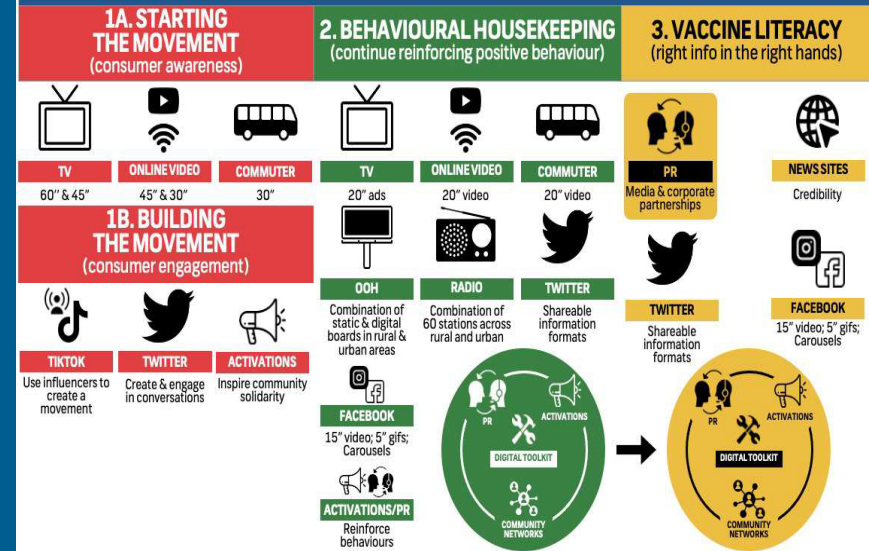 1A. STARTING
THE MOVEMENT
(consumer awareness)
TV
60" & 45"
ONLINE VIDEO
45" & 30"
COMMUTER
30"
1B. BUILDING
THE MOVEMENT
(consumer engagement)
TIKTOK
Use influencers to
create a
movement
TWITTER
Create & engage
in conversations
ACTIVATIONS
Inspire community
solidarity
2. BEHAVIOURAL HOUSEKEEPING
(continue reinforcing positive behaviour)
TV
20" ads
ONLINE VIDEO
20" video
COMMUTER
20" video
OOH
Combination of
static & digital
boards in rural &
urban areas
RADIO
Combination of
60 stations across
rural and urban
TWITTER
Shareable
information
formats
FACEBOOK
15" video; 5" gifs;
Carousels
ACTIVATIONS/PR
Reinforce
behaviours
PR
ACTIVATIONS
DIGITAL TOOLKIT
COMMUNITY
NETWORKS
3. VACCINE LITERACY
(right info in the right hands)
PR
Media & corporate
partnerships
NEWS SITES
Credibility
TWITTER
Shareable
information
formats
FACEBOOK
15" video; 5" gifs;
Carousels
PR
ACTIVATIONS
DIGITAL TOOLKIT
COMMUNITY
NETWORKS